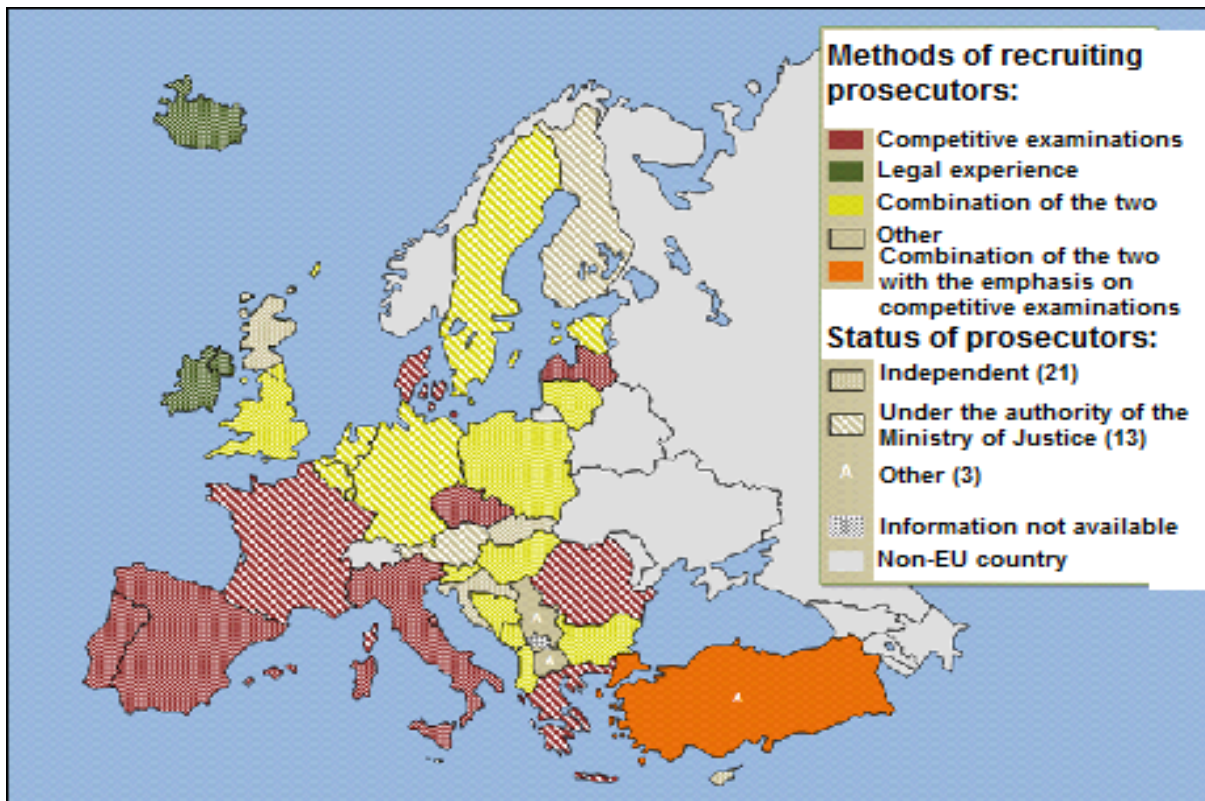 Methods of recruiting
prosecutors:
Competitive examinations
Legal experience
Combination of the two
Other
Combination of the two
with the emphasis on
competitive examinations
Status of prosecutors:
Independent (21)
Under the authority of the
Ministry of Justice (13)
A Other (3)
Information not available
Non-EU country
A
A
A